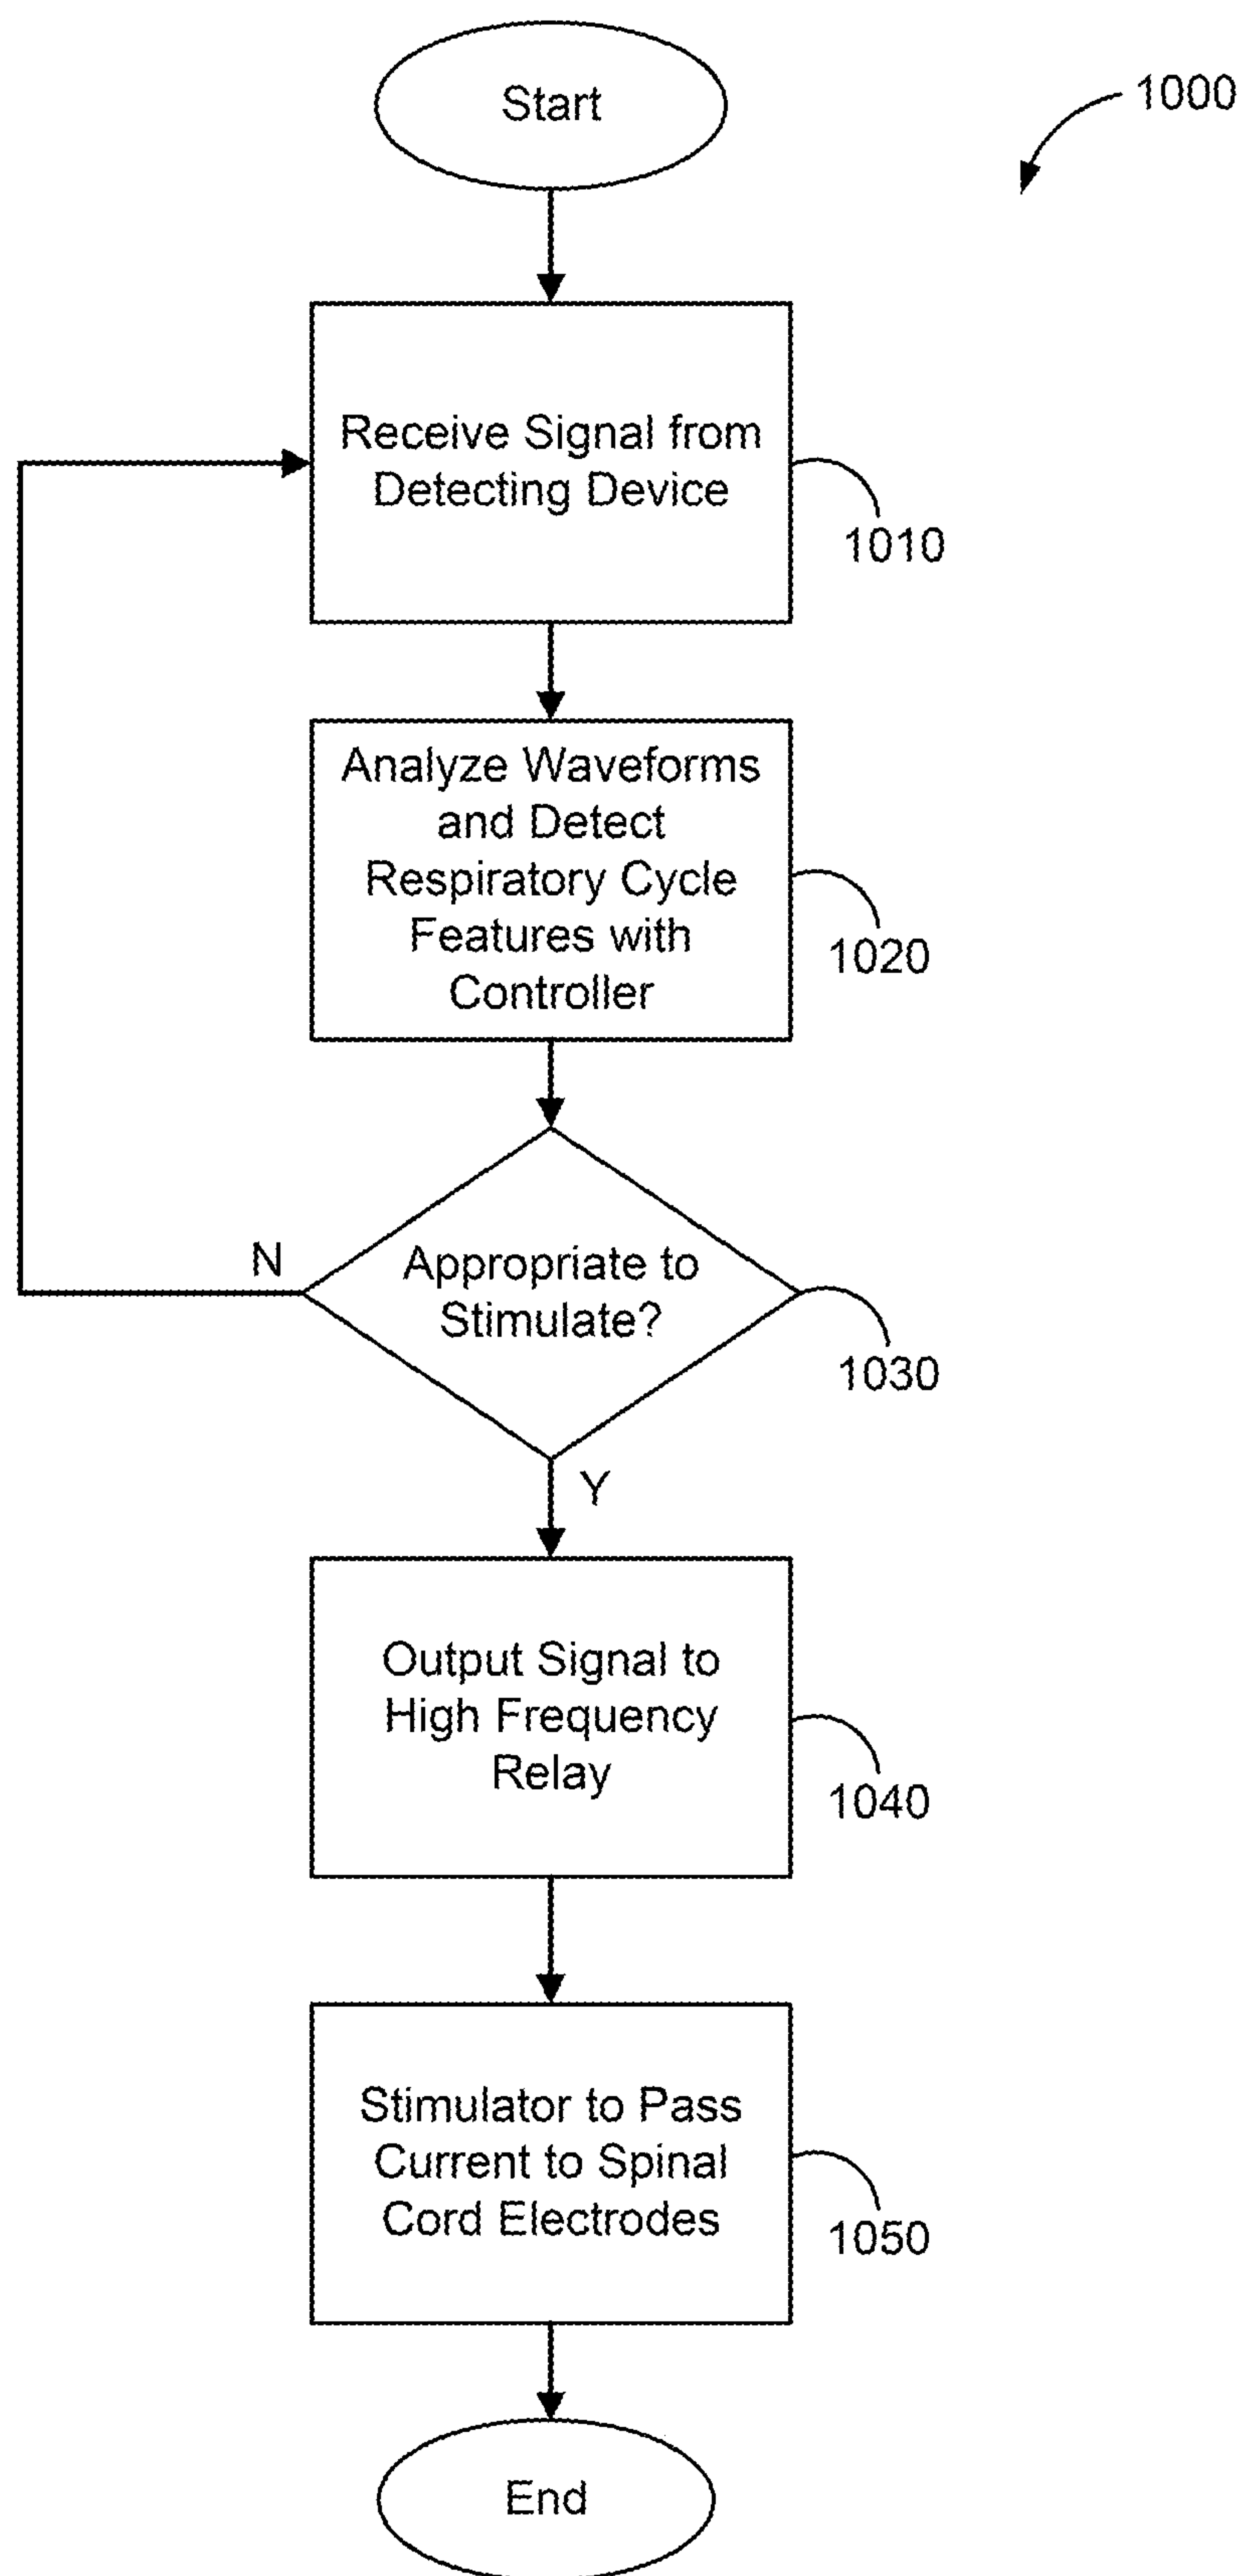 Start
1000
Receive Signal from
Detecting Device
1010
Analyze Waveforms
and Detect
Respiratory Cycle
Features with
Controller
1020
Appropriate to
Stimulate?
N
1030
Y
Output Signal to
High Frequency
Relay
1040
Stimulator to Pass
Current to Spinal
Cord Electrodes
1050
End